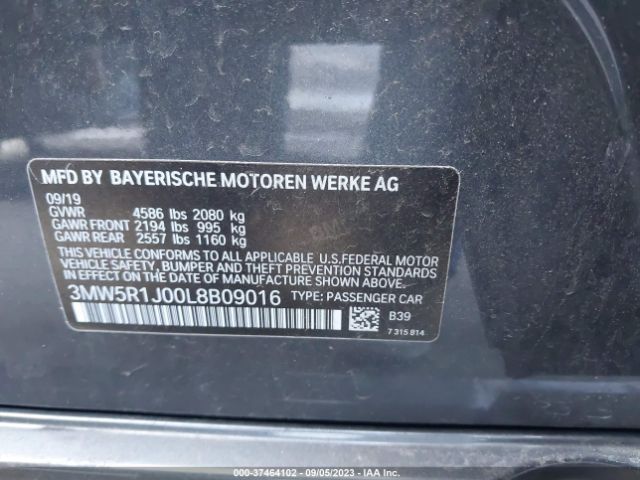 MFD BY BAYERISCHE MOTOREN WERKE AG
09/19
GVWR 4586 lbs 2080 kg
GAWR FRONT 2194 lbs 995 kg
GAWR REAR 2557 lbs 1160 kg
THIS VEHICLE CONFORMS TO ALL APPLICABLE U.S.FEDERAL MOTOR
VEHICLE SAFETY, BUMPER AND THEFT PREVENTION STANDARDS
IN EFFECT ON THE DATE OF MANUFACTURE SHOWN ABOVE.
3MW5R1J00L8B09016 TYPE: PASSENGER CAR
B39
7 315 814
000-37464102 - 09/05/2023 - IAA Inc.